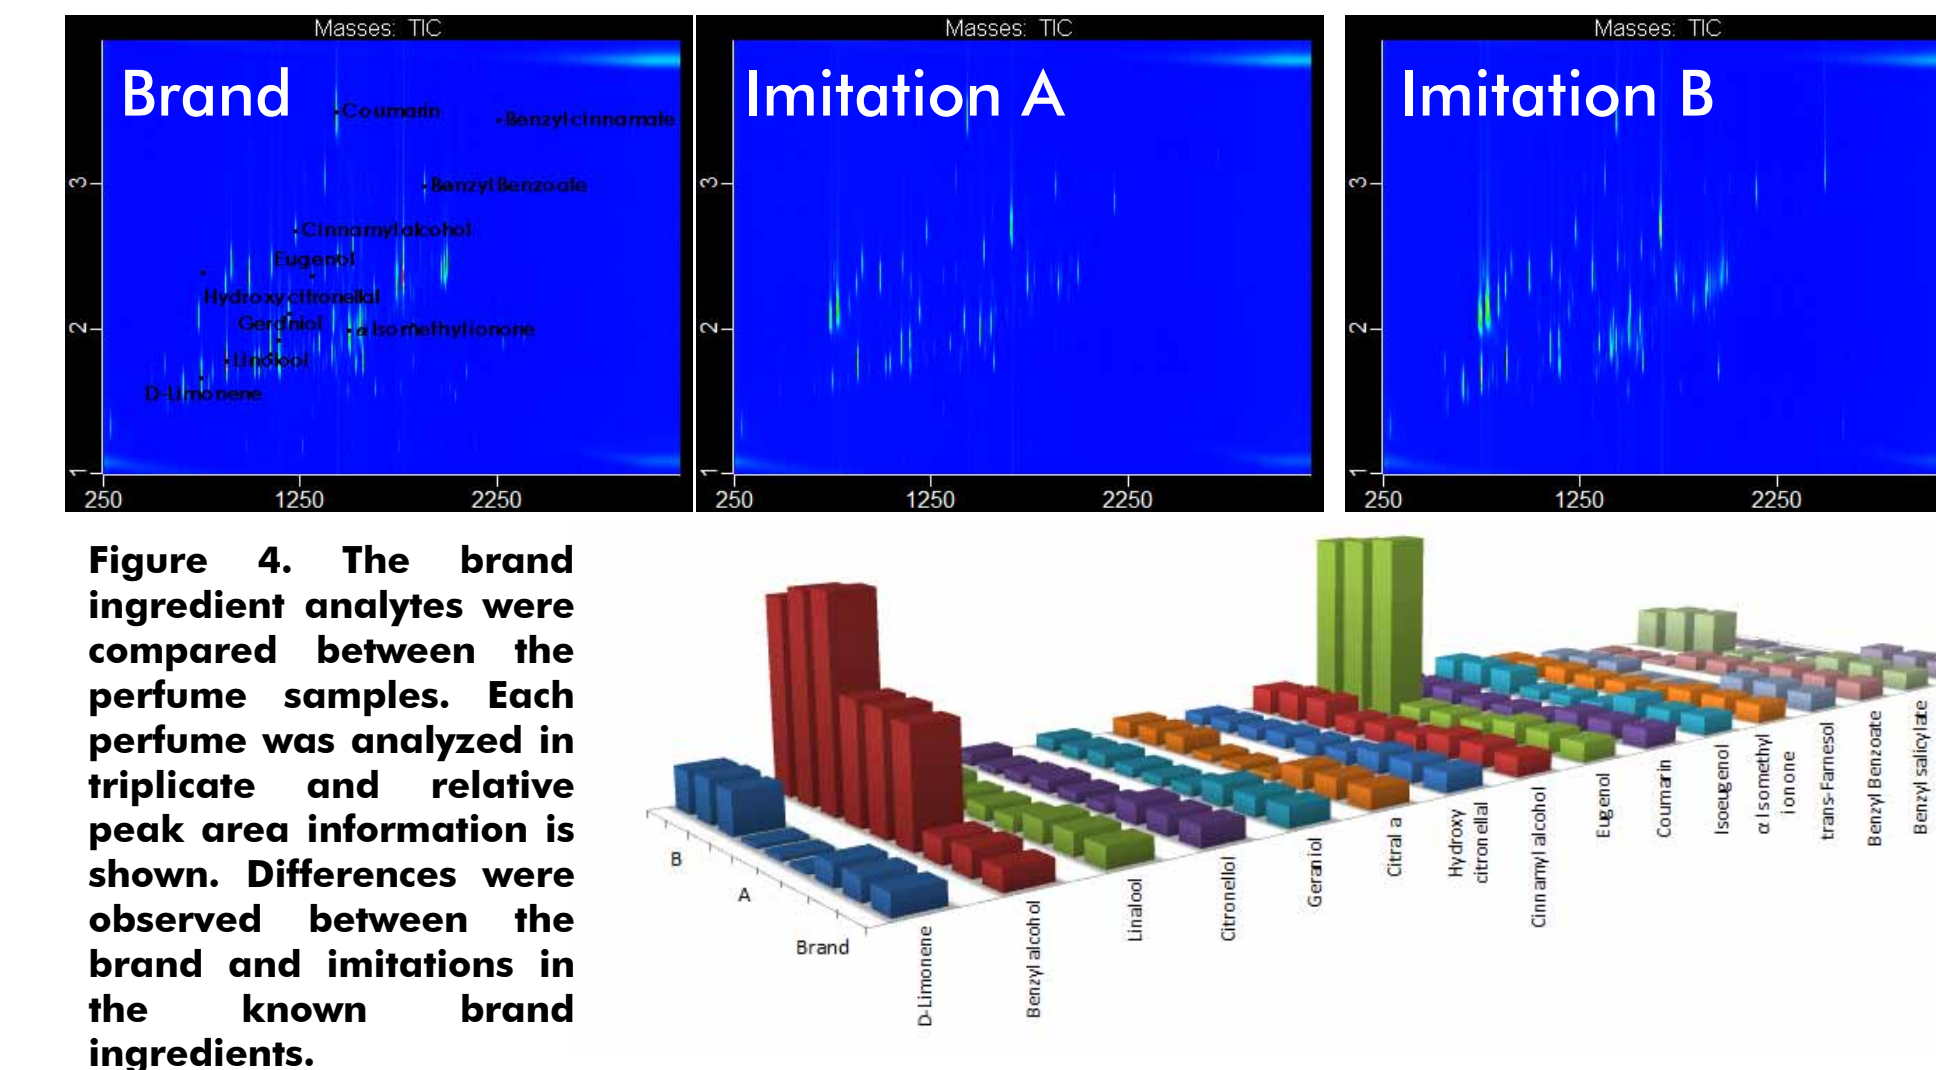 Masses: TIC
Brand
Coumarin
Benzyl cinnamate
Benzyl Benzoate
Cinnamyl alcohol
Eugenol
Hydroxy citronellal
Geraniol
α Isomethylionone
Linalool
D-Limonene
3
2
1
250 1250 2250
Masses: TIC
Imitation A
3
2
1
250 1250 2250
Masses: TIC
Imitation B
3
2
1
250 1250 2250
Figure 4. The brand
ingredient analytes were
compared between the
perfume samples. Each
perfume was analyzed in
triplicate and relative
peak area information is
shown. Differences were
observed between the
brand and imitations in
the known brand
ingredients.
B
A
Brand
D-Limonene
Benzyl alcohol
Linalool
Citronellol
Geraniol
Citral a
Hydroxy
citronellal
Cinnamyl alcohol
Eugenol
Coumarin
Isoeugenol
α Isomethyl
ionone
trans-Farnesol
Benzyl Benzoate
Benzyl salicylate